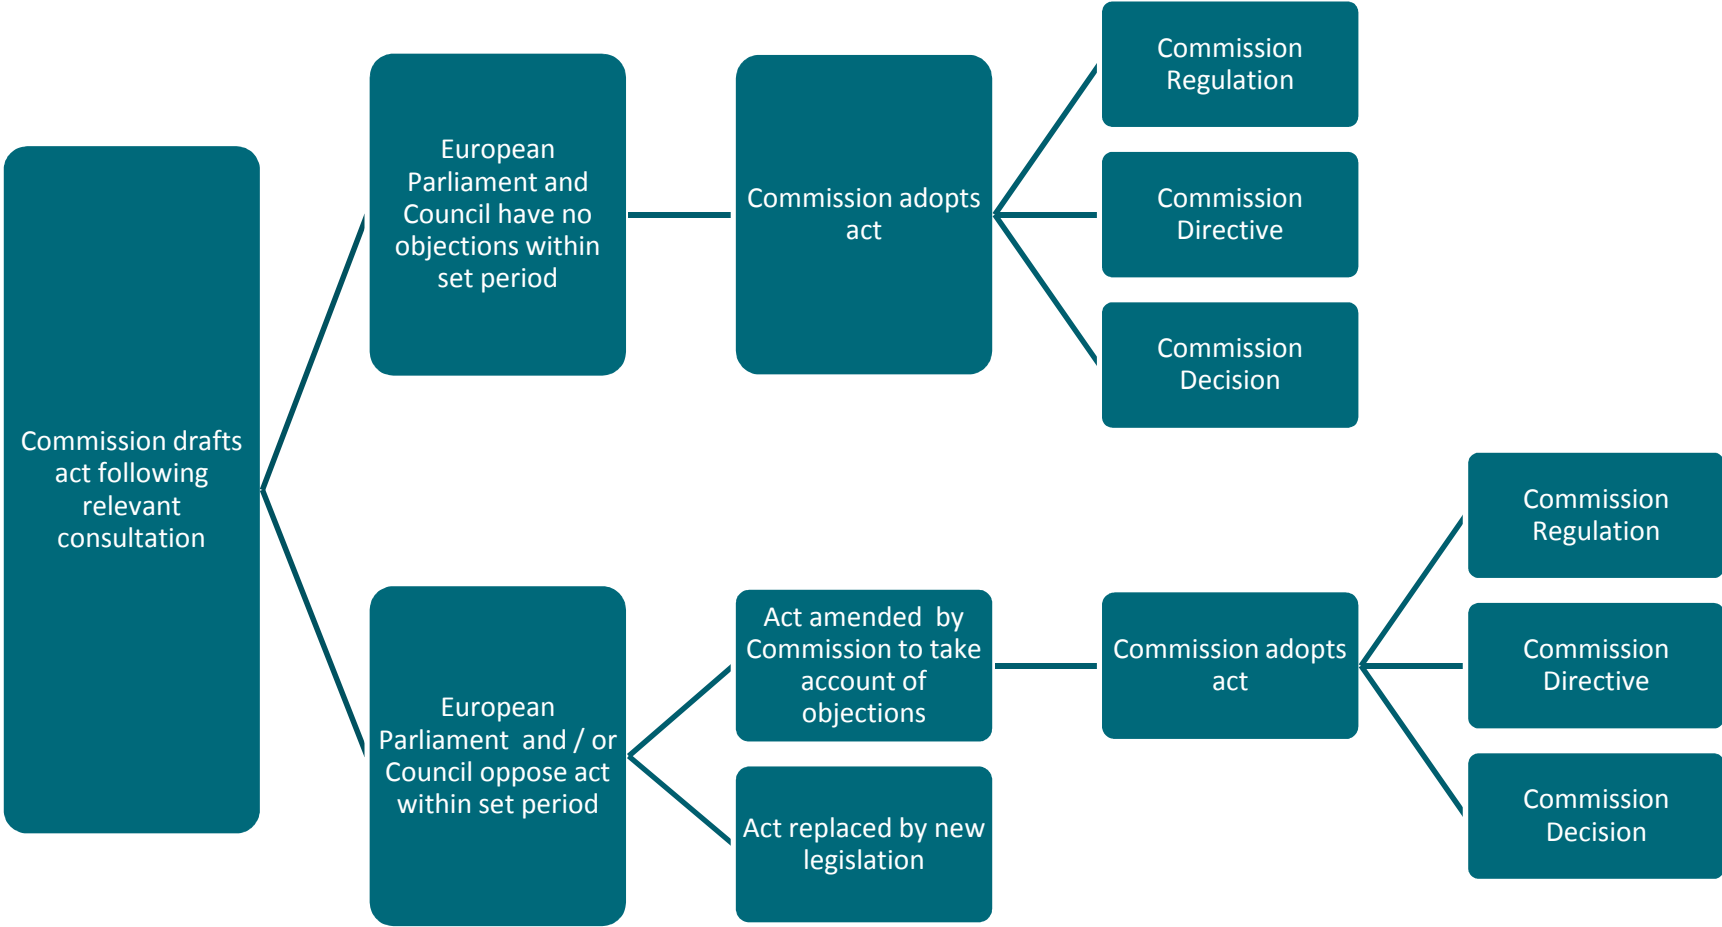 Commission drafts
act following
relevant
consultation
European
Parliament and
Council have no
objections within
set period
Commission adopts
act
Commission
Regulation
Commission
Directive
Commission
Decision
European
Parliament  and / or
Council oppose act
within set period
Act amended  by
Commission to take
account of
objections
Commission adopts
act
Commission
Regulation
Commission
Directive
Commission
Decision
Act replaced by new
legislation